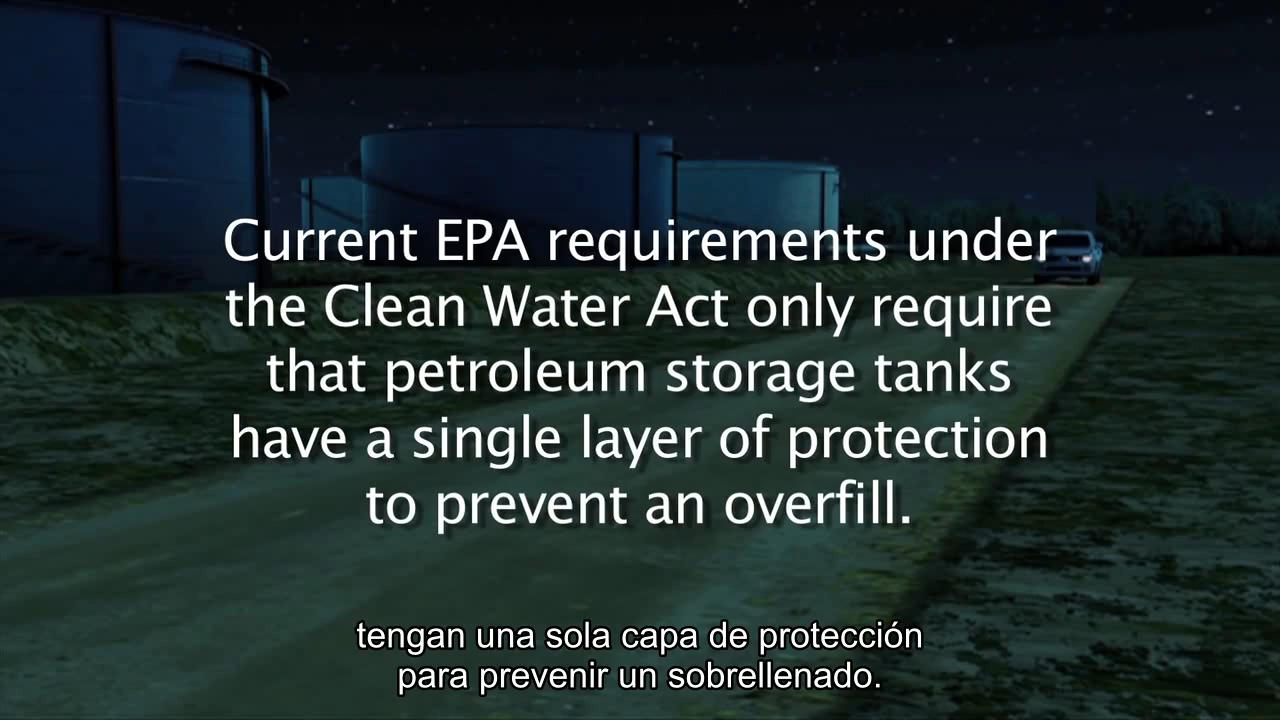 Current EPA requirements under
the Clean Water Act only require
that petroleum storage tanks
have a single layer of protection
to prevent an overfill.
tengan una sola capa de protección
para prevenir un sobrellenado.